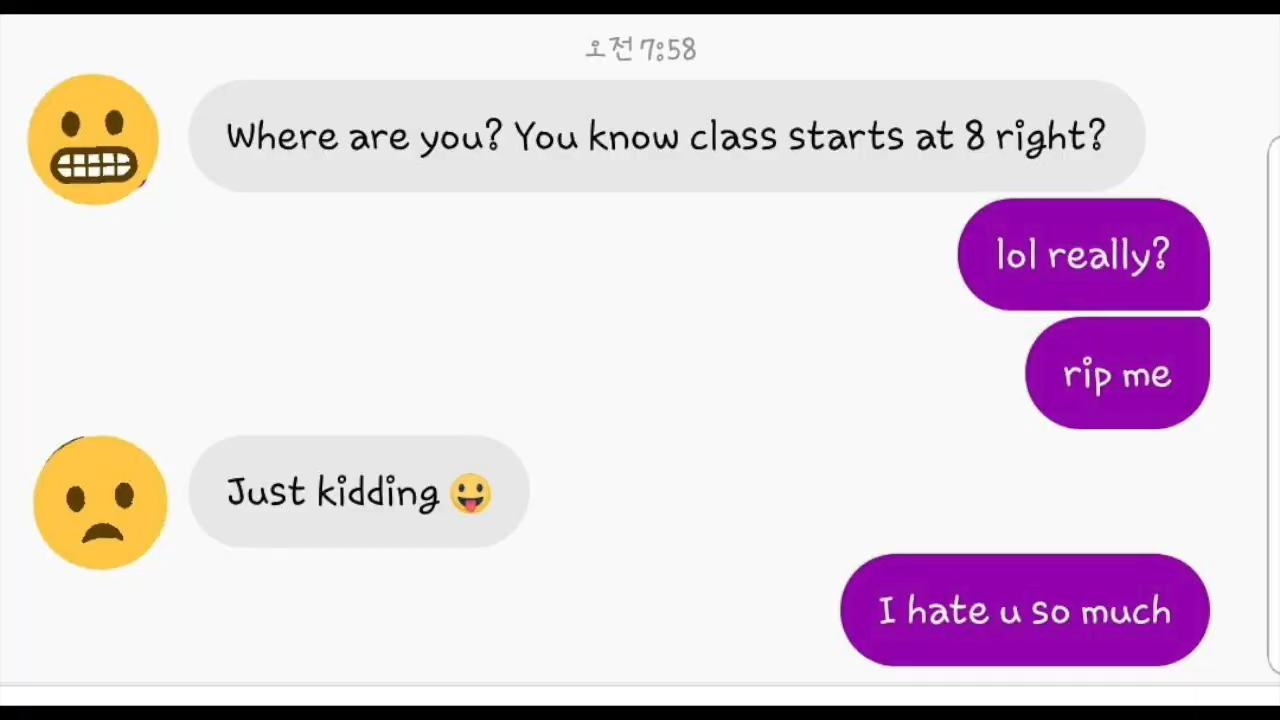 오전 7:58
Where are you? You know class starts at 8 right?
lol really?
rip me
Just kidding 😛
I hate u so much